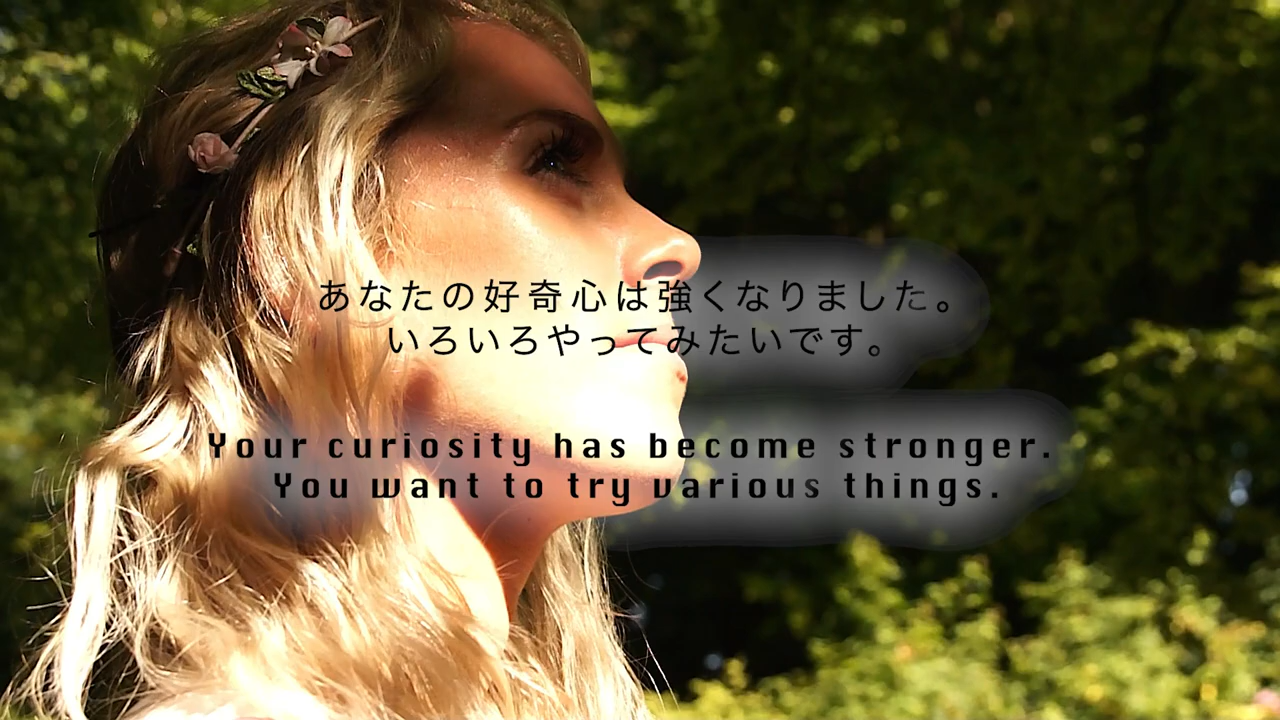 あなたの好奇心は強くなりました。
いろいろやってみたいです。
Your curiosity has become stronger.
You want to try various things.